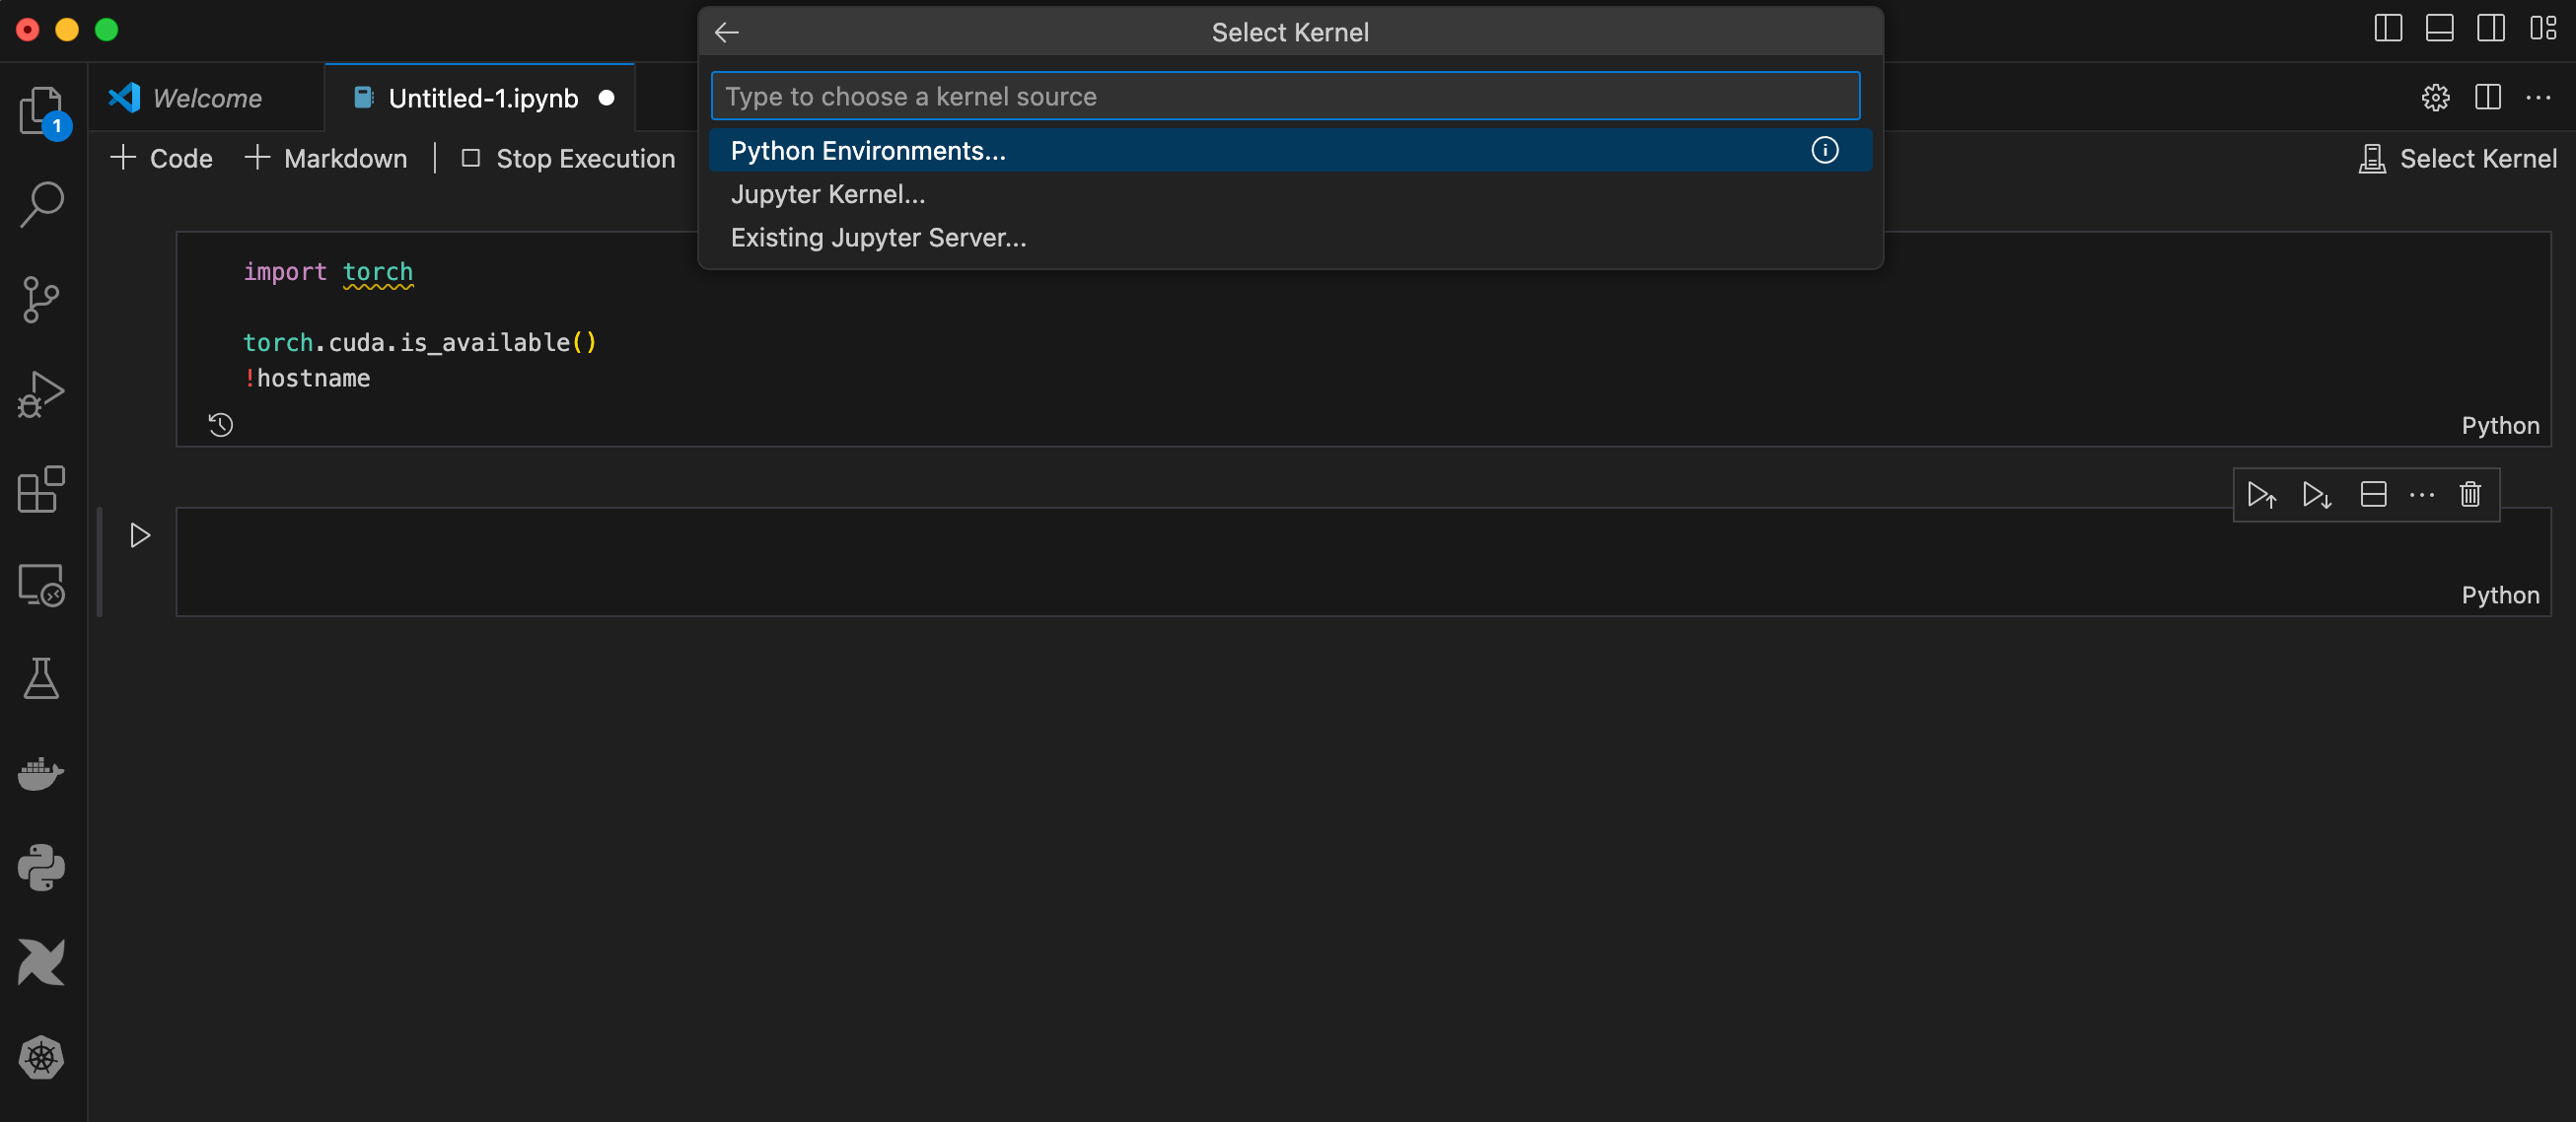 Select Kernel
Type to choose a kernel source
Python Environments...
Jupyter Kernel...
Existing Jupyter Server...
1
Welcome
Untitled-1.ipynb
Code
Markdown
Stop Execution
Select Kernel
import torch
torch.cuda.is_available()
!hostname
Python
Python